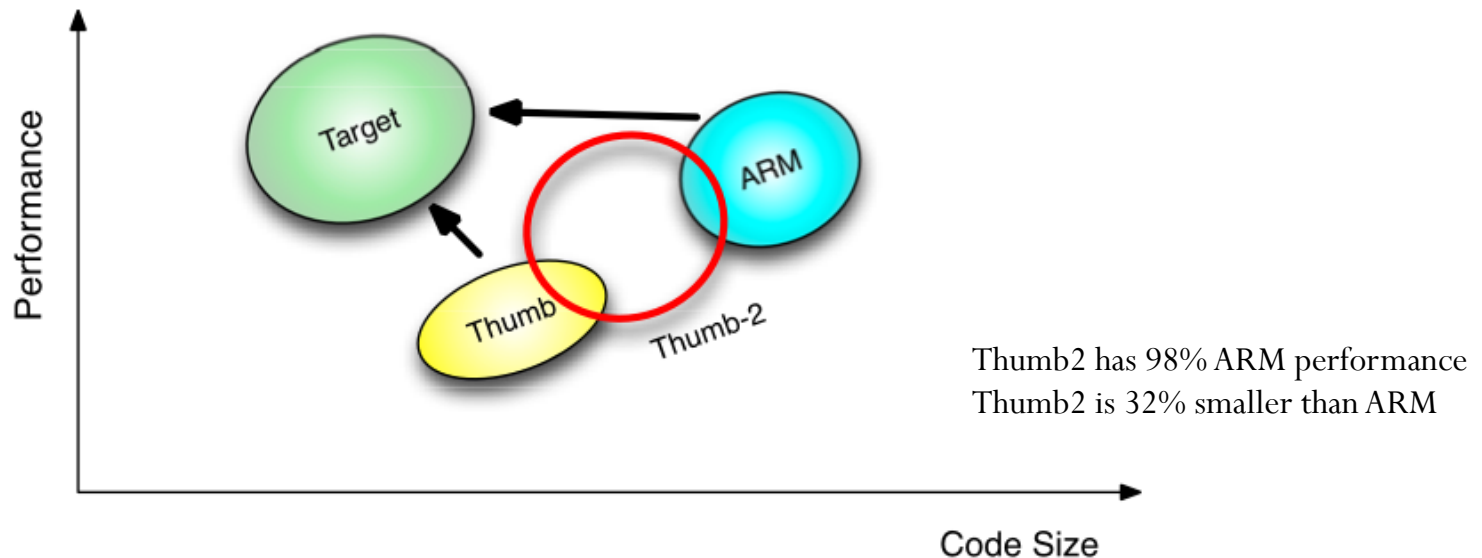 Performance
Target
ARM
Thumb
Thumb-2
Thumb2 has 98% ARM performance
Thumb2 is 32% smaller than ARM
Code Size